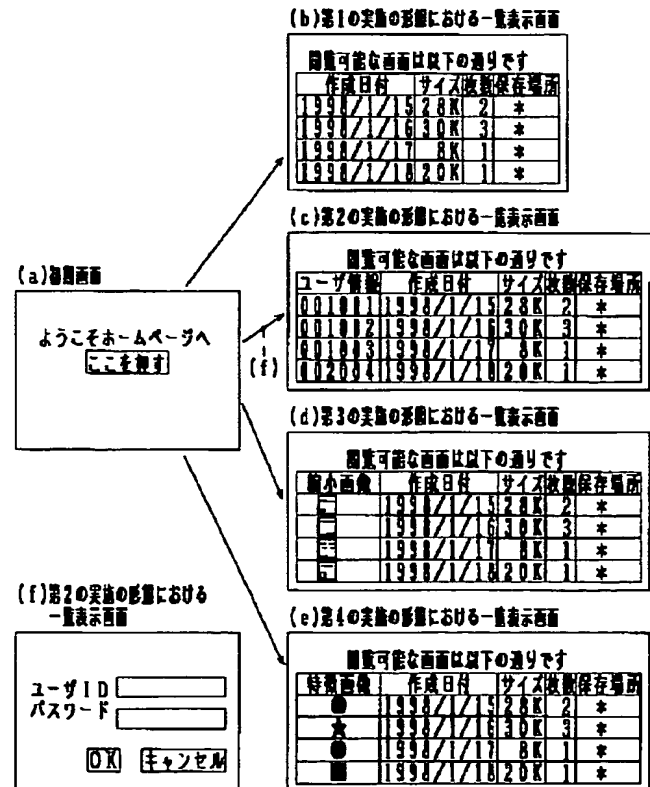 (b)第1の実施の形態における一覧表示画面
閲覧可能な画面は以下の通りです
作成日付 サイズ 枚数 保存場所
1998/1/15 28K 2 *
1998/1/16 30K 3 *
1998/1/17 8K 1 *
1998/1/18 20K 1 *
(c)第2の実施の形態における一覧表示画面
閲覧可能な画面は以下の通りです
ユーザ情報 作成日付 サイズ 枚数 保存場所
001001 1998/1/15 28K 2 *
001002 1998/1/16 30K 3 *
001003 1998/1/17 8K 1 *
002004 1998/1/18 20K 1 *
(a)初期画面
ようこそホームページへ
ここを押す
(f)
(d)第3の実施の形態における一覧表示画面
閲覧可能な画面は以下の通りです
縮小画像 作成日付 サイズ 枚数 保存場所
1998/1/15 28K 2 *
1998/1/16 30K 3 *
1998/1/17 8K 1 *
1998/1/18 20K 1 *
(f)第2の実施の形態における
一覧表示画面
ユーザID
パスワード
OK キャンセル
(e)第4の実施の形態における一覧表示画面
閲覧可能な画面は以下の通りです
特徴画像 作成日付 サイズ 枚数 保存場所
● 1998/1/15 28K 2 *
★ 1998/1/16 30K 3 *
● 1998/1/17 8K 1 *
■ 1998/1/18 20K 1 *